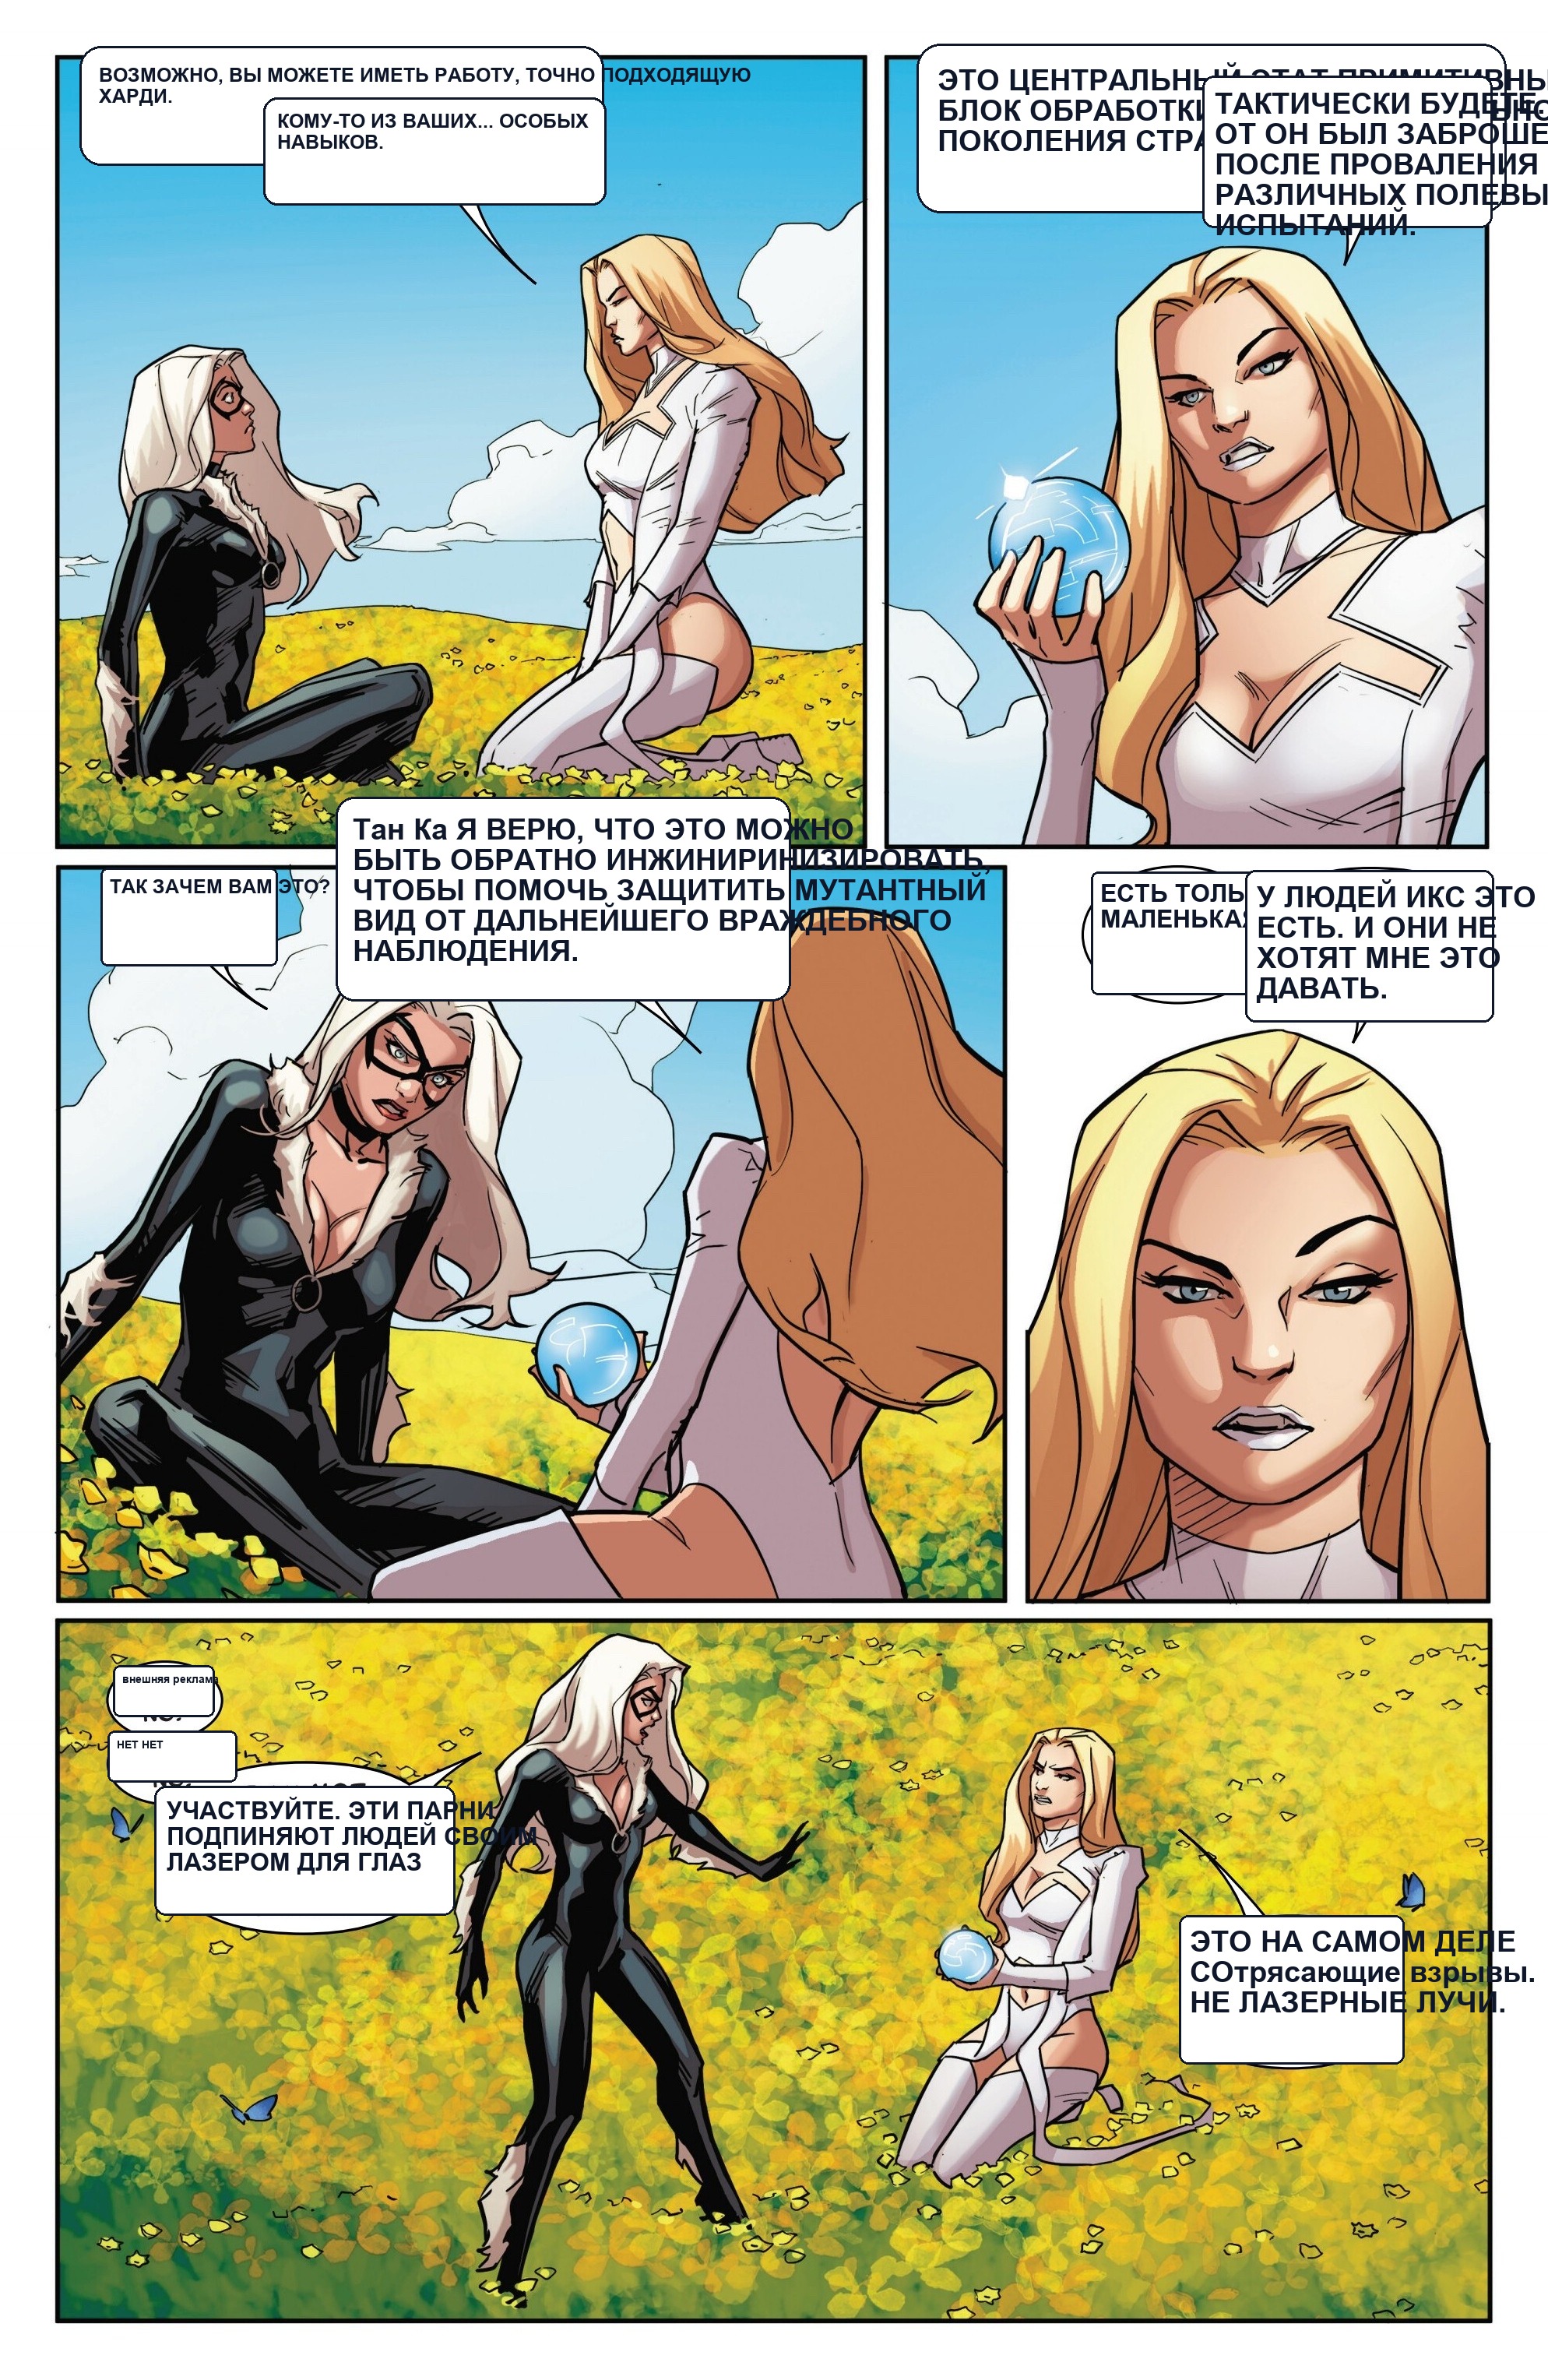 ВОЗМОЖНО, ВЫ МОЖЕТЕ ИМЕТЬ РАБОТУ, ТОЧНО ПОДХОДЯЩУЮ
ХАРДИ.
КОМУ-ТО ИЗ ВАШИХ... ОСОБЫХ
НАВЫКОВ.
ЭТО ЦЕНТРАЛЬНЫЙ ЭТАТ ПРИМИТИВНЫ
БЛОК ОБРАБОТКИ
ПОКОЛЕНИЯ
ТАКТИЧЕСКИ БУДЕТЕ.
ОТ ОН БЫЛ ЗАБРОШЕ
ПОСЛЕ ПРОВАЛЕНИЯ
РАЗЛИЧНЫХ ПОЛЕВЫ
ИСПЫТАНИЙ.
ТАК ЗАЧЕМ ВАМ ЭТО?
Тан Ка Я ВЕРЮ, ЧТО ЭТО МОЖНО
БЫТЬ ОБРАТНО ИНЖИНИРИНИЗИРОВАТЬ,
ЧТОБЫ ПОМОЧЬ ЗАЩИТИТЬ МУТАНТНЫЙ
ВИД ОТ ДАЛЬНЕЙШЕГО ВРАЖДЕБНОГО
НАБЛЮДЕНИЯ.
ЕСТЬ ТОЛЬ
МАЛЕНЬКАЯ
У ЛЮДЕЙ ИКС ЭТО
ЕСТЬ. И ОНИ НЕ
ХОТЯТ МНЕ ЭТО
ДАВАТЬ.
внешняя реклама
НЕТ НЕТ
УЧАСТВУЙТЕ. ЭТИ ПАРНИ
ПОДПИНЯЮТ ЛЮДЕЙ СВОИМ
ЛАЗЕРОМ ДЛЯ ГЛАЗ
ЭТО НА САМОМ ДЕЛЕ
СОтрясающие взрывы.
НЕ ЛАЗЕРНЫЕ ЛУЧИ.